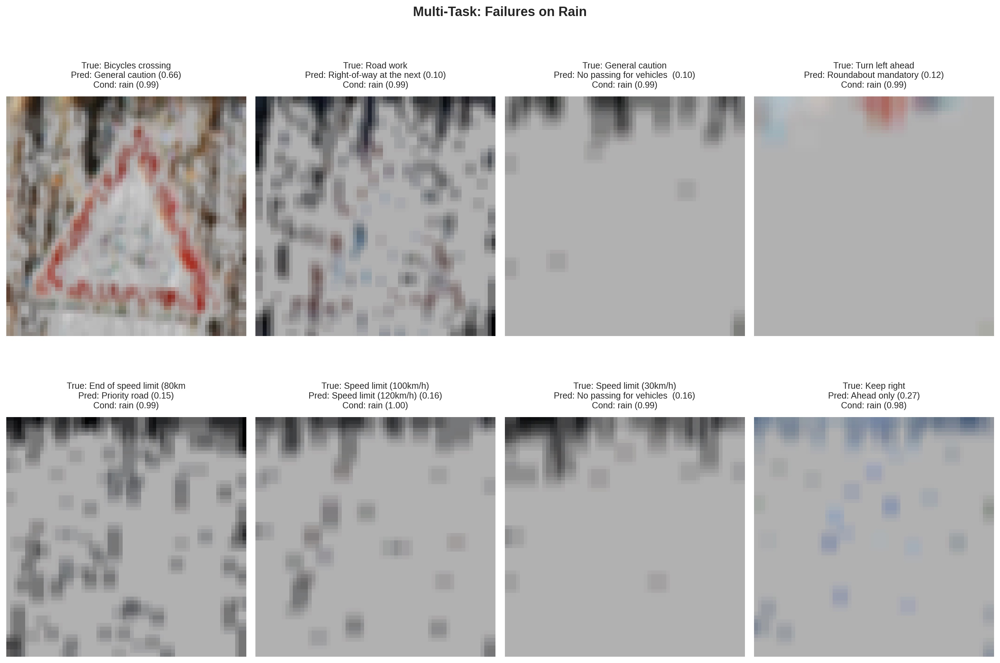 Multi-Task: Failures on Rain
True: Bicycles crossing
Pred: General caution (0.66)
Cond: rain (0.99)
True: Road work
Pred: Right-of-way at the next (0.10)
Cond: rain (0.99)
True: General caution
Pred: No passing for vehicles  (0.10)
Cond: rain (0.99)
True: Turn left ahead
Pred: Roundabout mandatory (0.12)
Cond: rain (0.99)
True: End of speed limit (80km
Pred: Priority road (0.15)
Cond: rain (0.99)
True: Speed limit (100km/h)
Pred: Speed limit (120km/h) (0.16)
Cond: rain (1.00)
True: Speed limit (30km/h)
Pred: No passing for vehicles  (0.16)
Cond: rain (0.99)
True: Keep right
Pred: Ahead only (0.27)
Cond: rain (0.98)